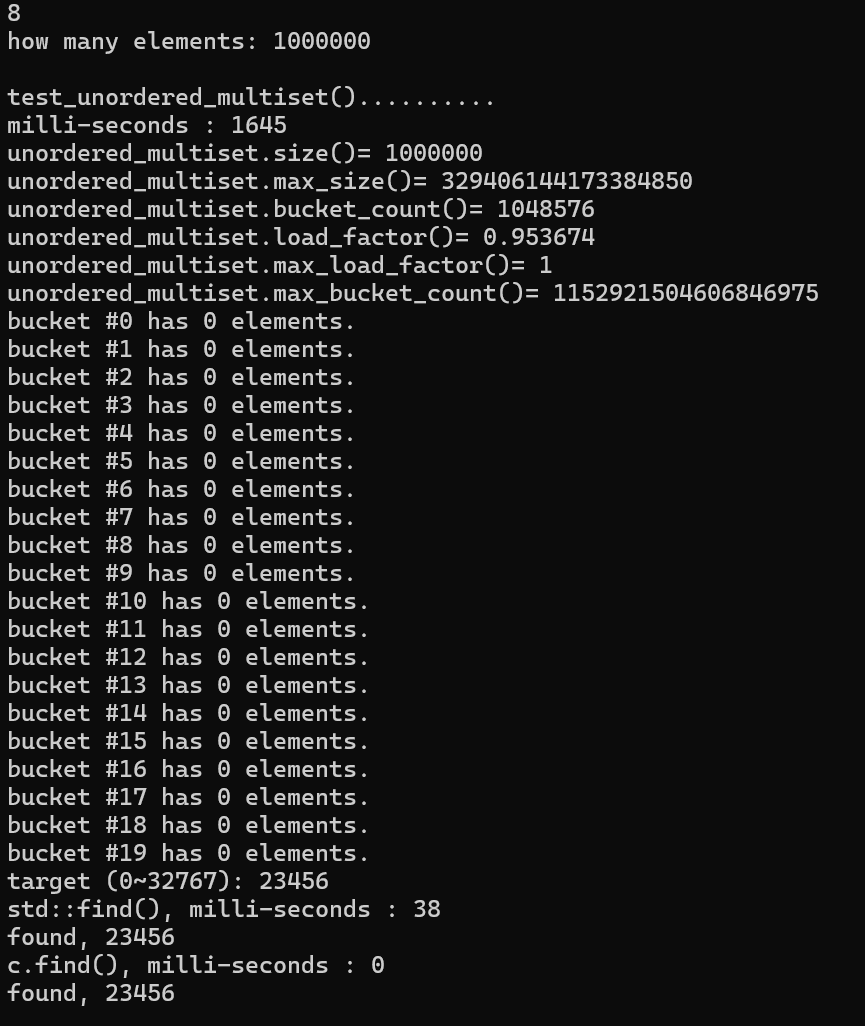 8
how many elements: 1000000
test_unordered_multiset()..........
milli-seconds : 1645
unordered_multiset.size()= 1000000
unordered_multiset.max_size()= 329406144173384850
unordered_multiset.bucket_count()= 1048576
unordered_multiset.load_factor()= 0.953674
unordered_multiset.max_load_factor()= 1
unordered_multiset.max_bucket_count()= 1152921504606846975
bucket #0 has 0 elements.
bucket #1 has 0 elements.
bucket #2 has 0 elements.
bucket #3 has 0 elements.
bucket #4 has 0 elements.
bucket #5 has 0 elements.
bucket #6 has 0 elements.
bucket #7 has 0 elements.
bucket #8 has 0 elements.
bucket #9 has 0 elements.
bucket #10 has 0 elements.
bucket #11 has 0 elements.
bucket #12 has 0 elements.
bucket #13 has 0 elements.
bucket #14 has 0 elements.
bucket #15 has 0 elements.
bucket #16 has 0 elements.
bucket #17 has 0 elements.
bucket #18 has 0 elements.
bucket #19 has 0 elements.
target (0~32767): 23456
std::find(), milli-seconds : 38
found, 23456
c.find(), milli-seconds : 0
found, 23456